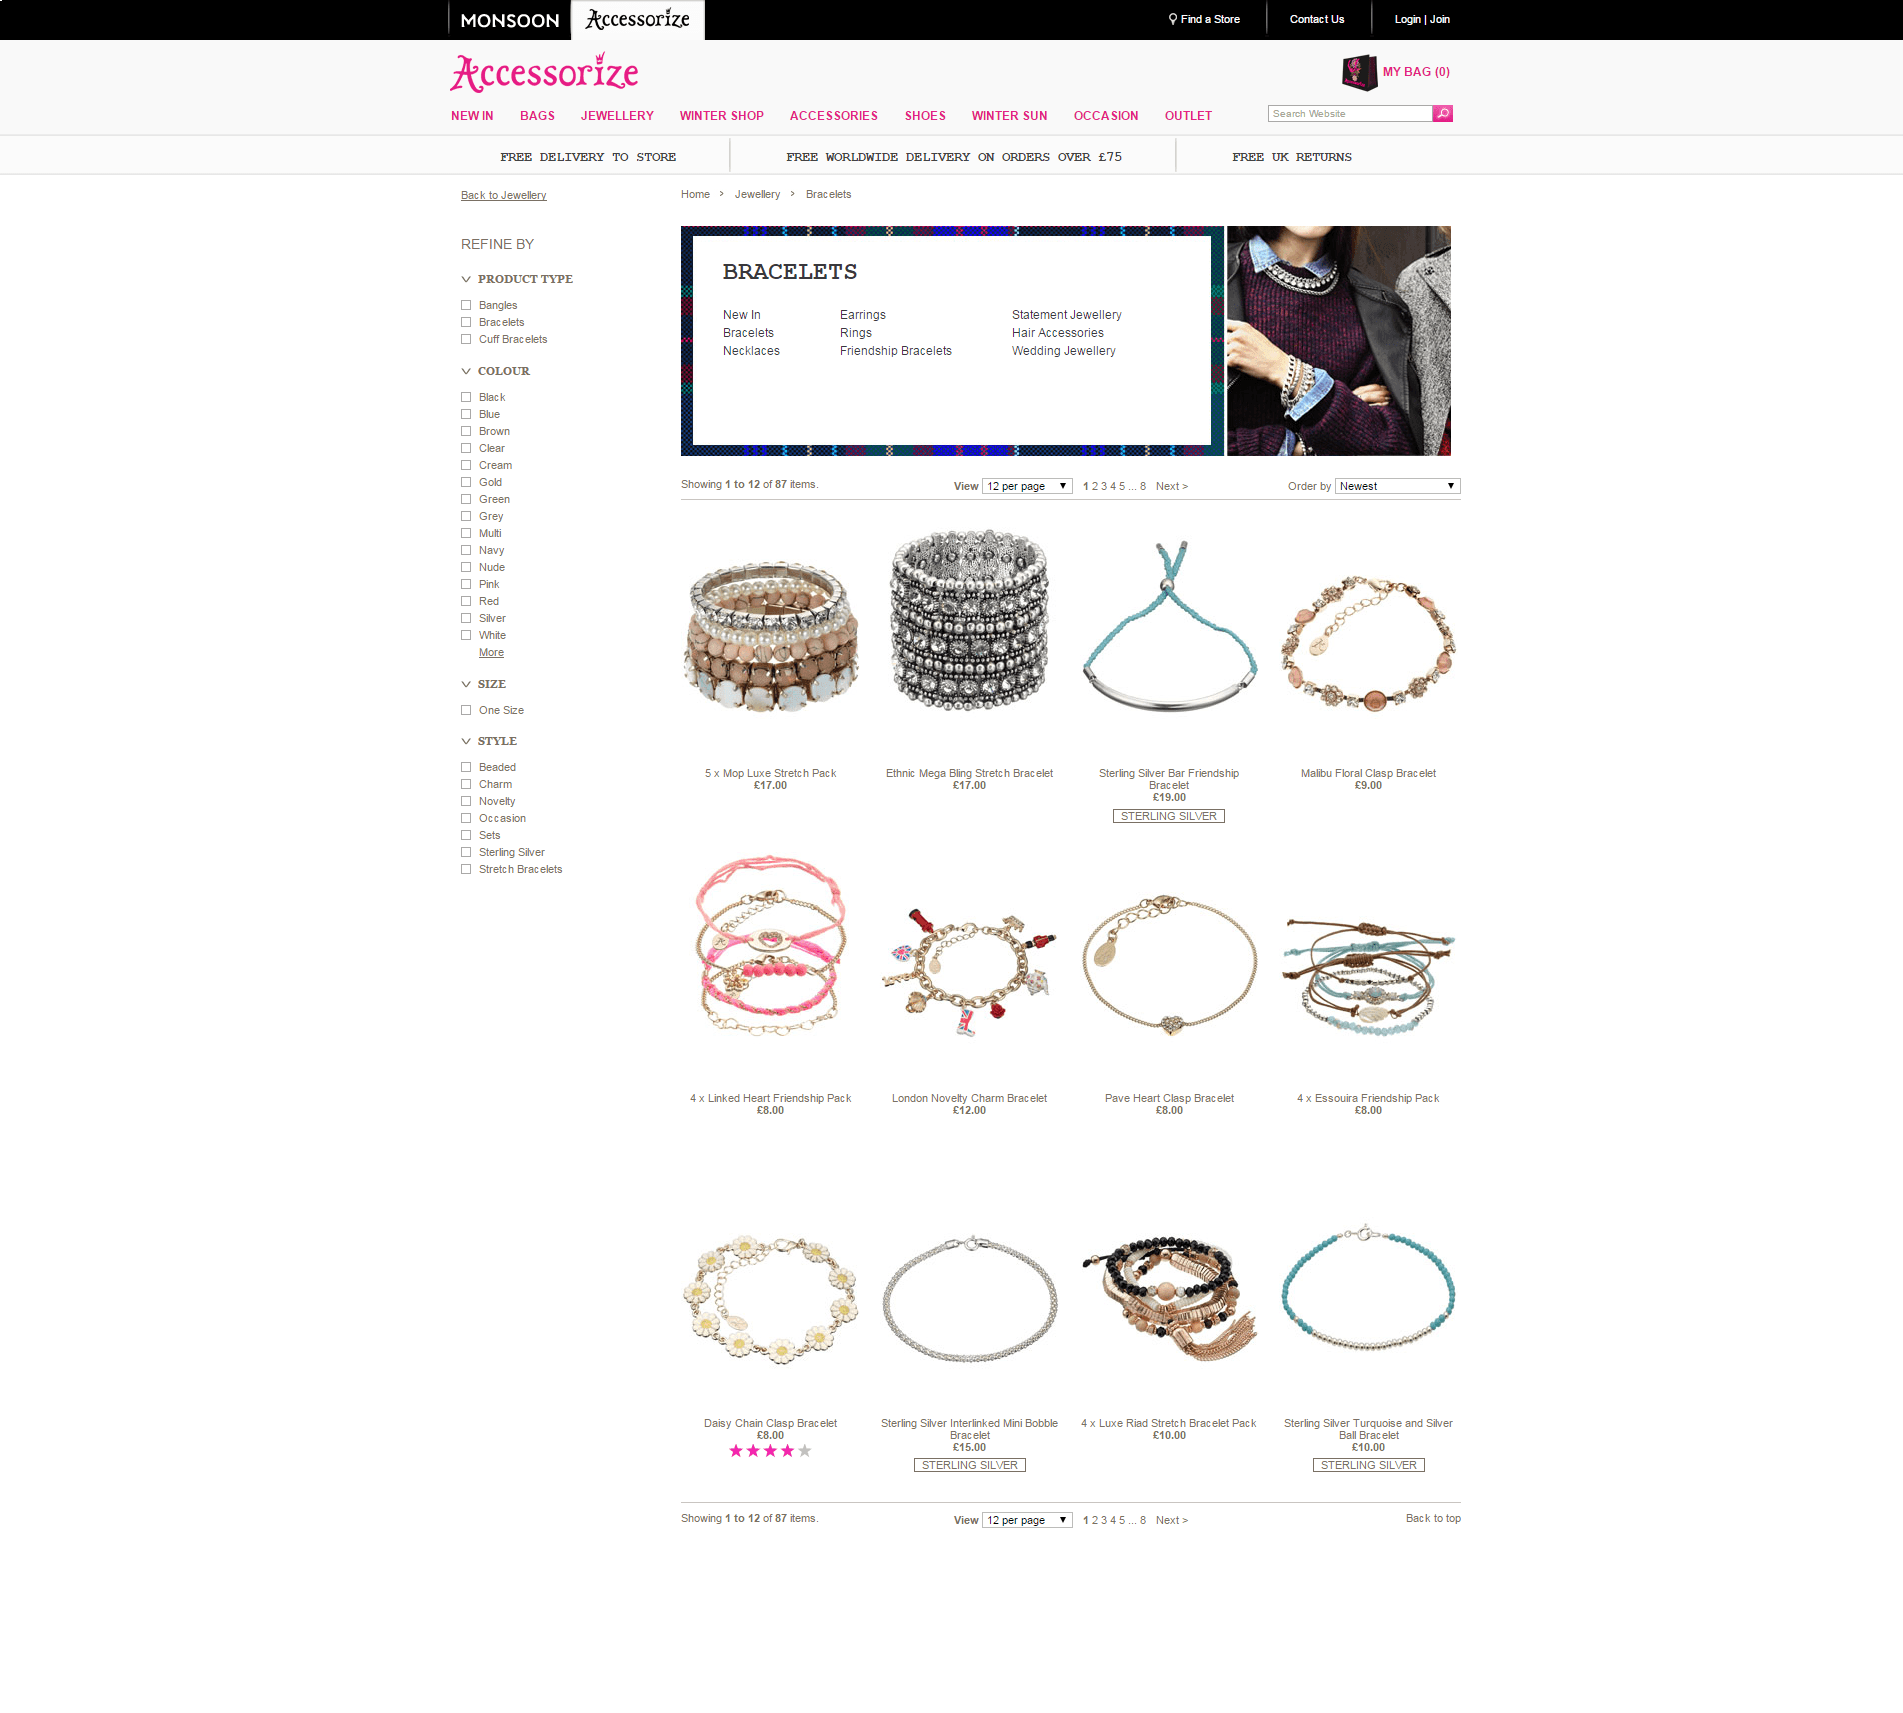 MONSOON
Accessorize
Find a Store
Contact Us
Login | Join
Accessorize
MY BAG (0)
NEW IN
BAGS
JEWELLERY
WINTER SHOP
ACCESSORIES
SHOES
WINTER SUN
OCCASION
OUTLET
Search Website
FREE DELIVERY TO STORE
FREE WORLDWIDE DELIVERY ON ORDERS OVER £75
FREE UK RETURNS
Back to Jewellery
Home > Jewellery > Bracelets
REFINE BY
PRODUCT TYPE
Bangles
Bracelets
Cuff Bracelets
COLOUR
Black
Blue
Brown
Clear
Cream
Gold
Green
Grey
Multi
Navy
Nude
Pink
Red
Silver
White
More
SIZE
One Size
STYLE
Beaded
Charm
Novelty
Occasion
Sets
Sterling Silver
Stretch Bracelets
BRACELETS
New In
Bracelets
Necklaces
Earrings
Rings
Friendship Bracelets
Statement Jewellery
Hair Accessories
Wedding Jewellery
Showing 1 to 12 of 87 items.
View 12 per page
1 2 3 4 5 ... 8 Next >
Order by Newest
5 x Mop Luxe Stretch Pack
£17.00
Ethnic Mega Bling Stretch Bracelet
£17.00
Sterling Silver Bar Friendship
Bracelet
£19.00
STERLING SILVER
Malibu Floral Clasp Bracelet
£9.00
4 x Linked Heart Friendship Pack
£8.00
London Novelty Charm Bracelet
£12.00
Pave Heart Clasp Bracelet
£8.00
4 x Essouira Friendship Pack
£8.00
Daisy Chain Clasp Bracelet
£8.00
Sterling Silver Interlinked Mini Bobble
Bracelet
£15.00
STERLING SILVER
4 x Luxe Riad Stretch Bracelet Pack
£10.00
Sterling Silver Turquoise and Silver
Ball Bracelet
£10.00
STERLING SILVER
Showing 1 to 12 of 87 items.
View 12 per page
1 2 3 4 5 ... 8 Next >
Back to top